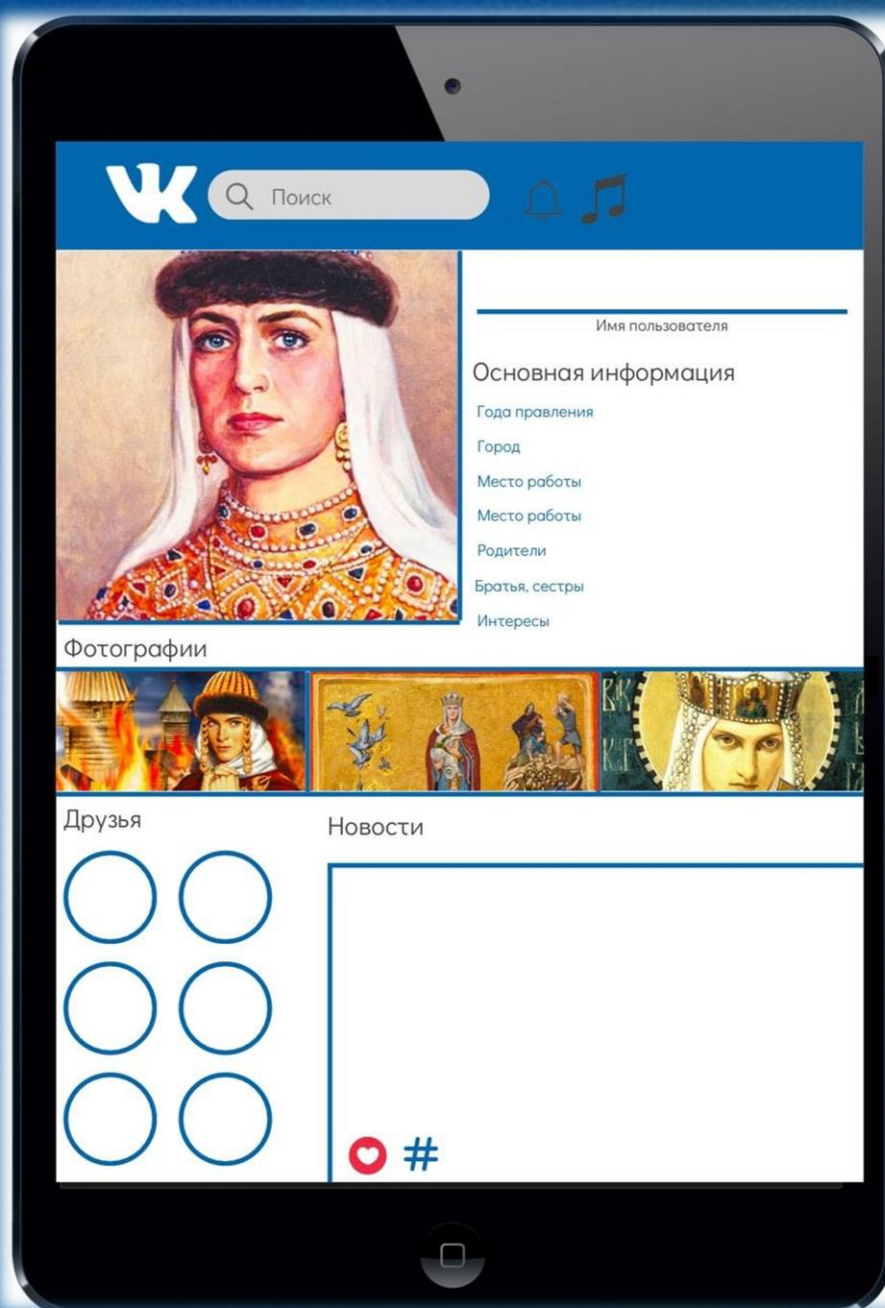 VK
Поиск
Имя пользователя
Основная информация
Года правления
Город
Место работы
Место работы
Родители
Братья, сестры
Интересы
Фотографии
Друзья
Новости
#